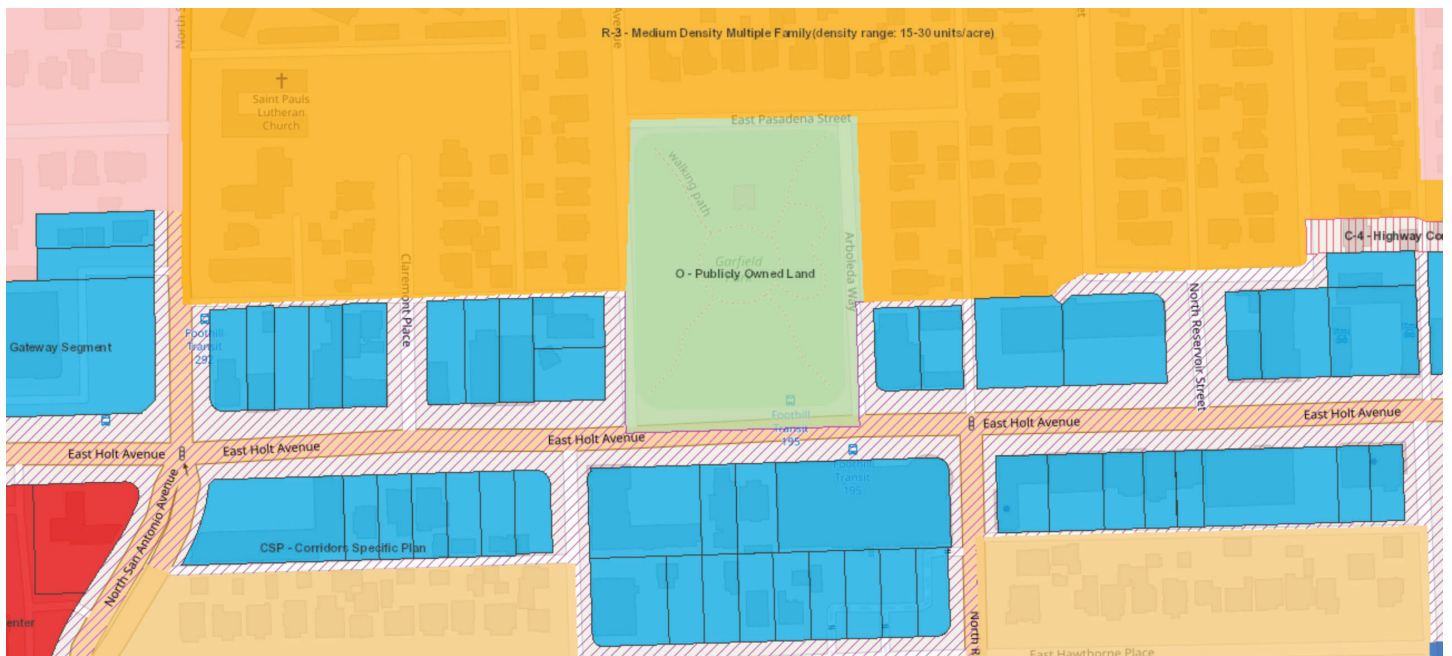 R-3 - Medium Density Multiple Family(density range: 15-30 units/acre)
Avenue
Saint Pauls
Lutheran
Church
East Pasadena Street
walking path
Arboleda Way
Garfield
O - Publicly Owned Land
C-4 - Highway Co
Claremont Place
North Reservoir Street
Foothill
Transit
292
Gateway Segment
East Holt Avenue
East Holt Avenue
East Holt Avenue
East Holt Avenue
East Holt Avenue
Foothill
Transit
195
Foothill
Transit
195
North San Antonio Avenue
CSP - Corridors Specific Plan
enter
North R
East Hawthorne Place